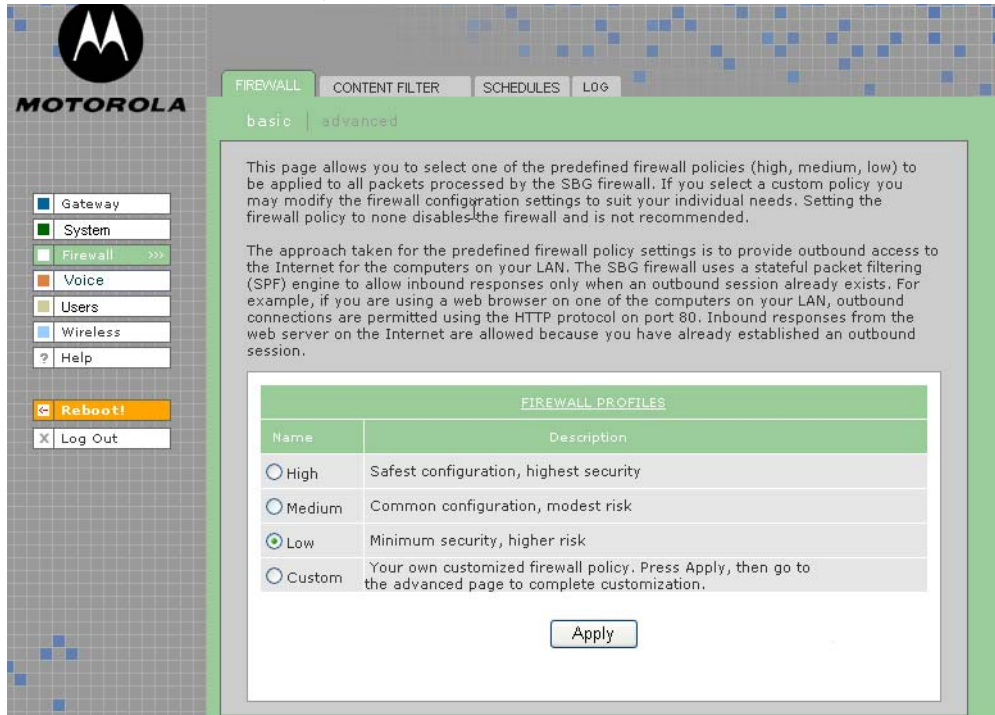 MOTOROLA
FIREWALL
CONTENT FILTER
SCHEDULES
LOG
basic | advanced
Gateway
System
Firewall >>>
Voice
Users
Wireless
? Help
Reboot!
X Log Out
This page allows you to select one of the predefined firewall policies (high, medium, low) to
be applied to all packets processed by the SBG firewall. If you select a custom policy you
may modify the firewall configuration settings to suit your individual needs. Setting the
firewall policy to none disables the firewall and is not recommended.
The approach taken for the predefined firewall policy settings is to provide outbound access to
the Internet for the computers on your LAN. The SBG firewall uses a stateful packet filtering
(SPF) engine to allow inbound responses only when an outbound session already exists. For
example, if you are using a web browser on one of the computers on your LAN, outbound
connections are permitted using the HTTP protocol on port 80. Inbound responses from the
web server on the Internet are allowed because you have already established an outbound
session.
FIREWALL PROFILES
Name Description
High Safest configuration, highest security
Medium Common configuration, modest risk
Low Minimum security, higher risk
Custom Your own customized firewall policy. Press Apply, then go to
the advanced page to complete customization.
Apply